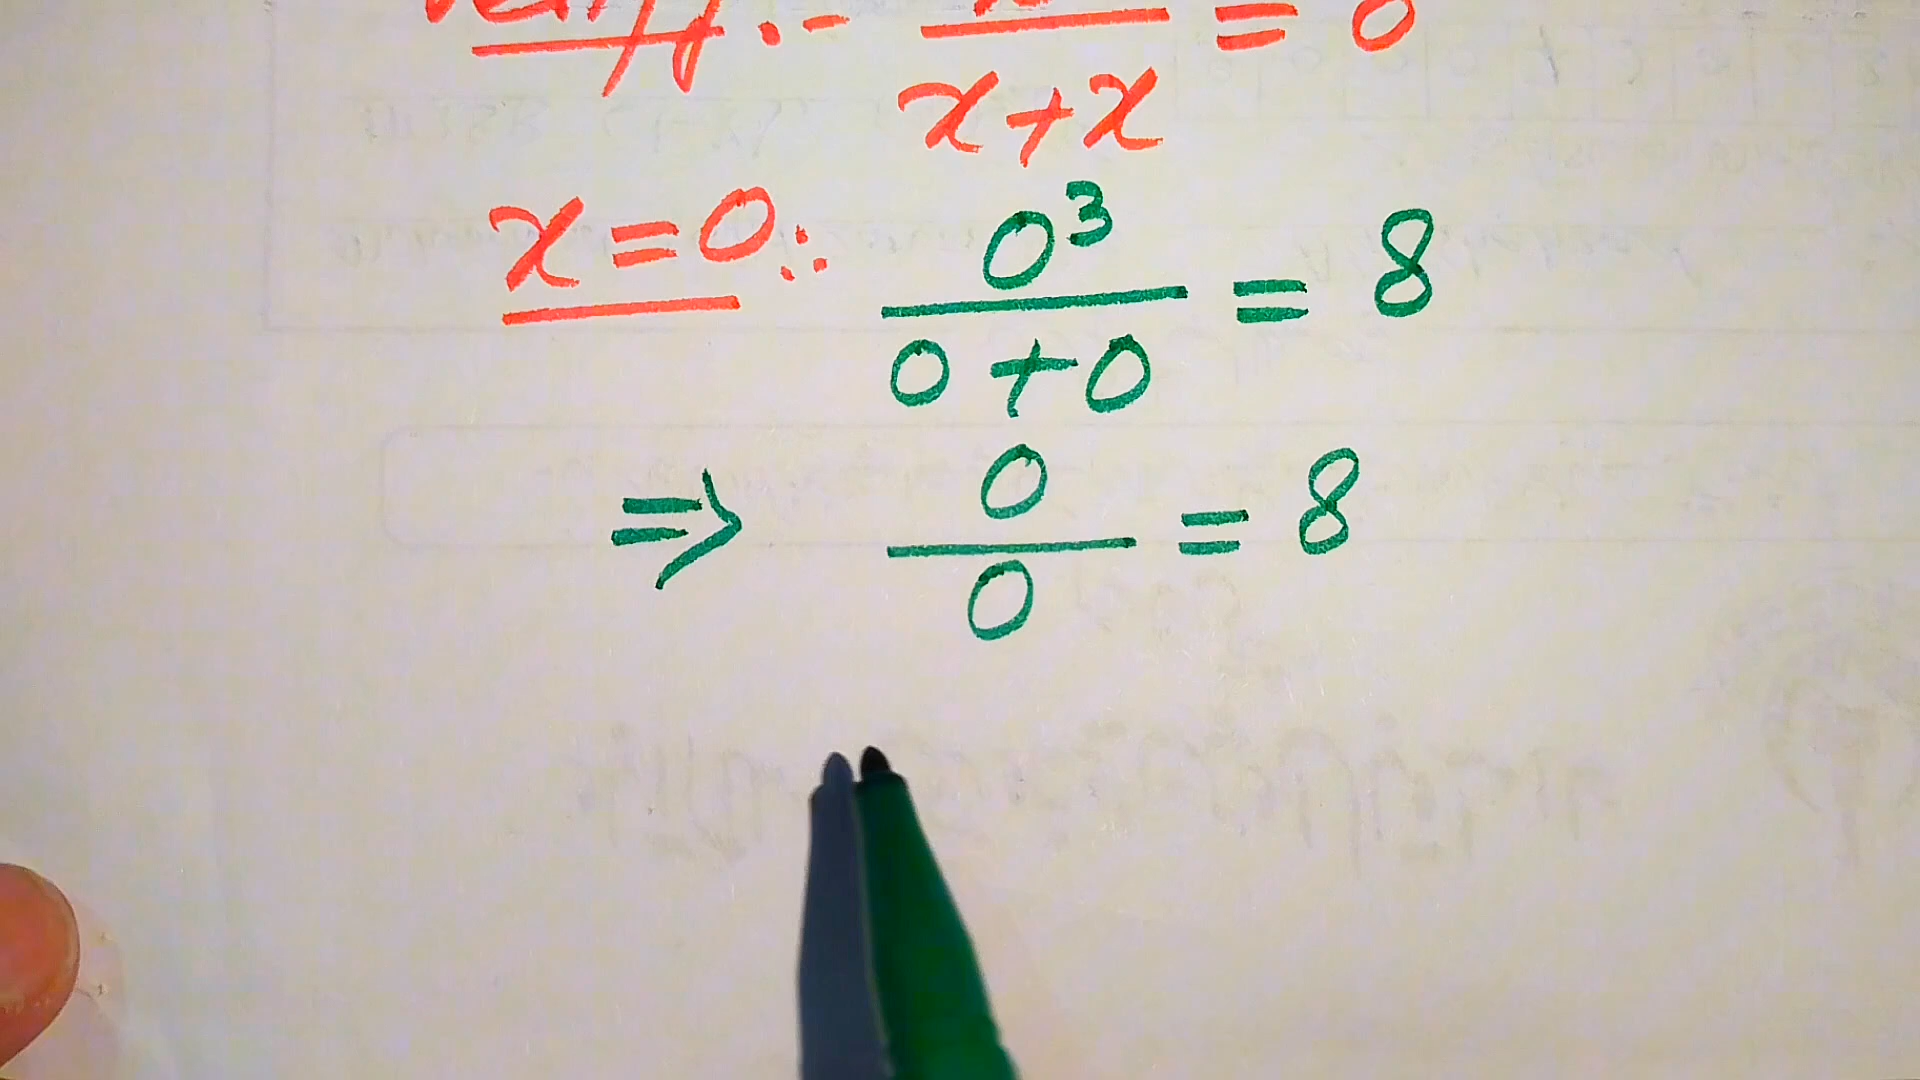 x+x
x=0:. 0³/(0+0) = 8
⇒ 0/0 = 8